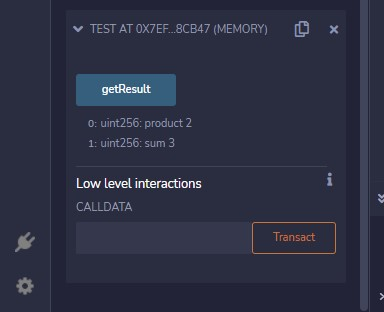 TEST AT 0X7EF...8CB47 (MEMORY)
getResult
0: uint256: product 2
1: uint256: sum 3
Low level interactions
CALLDATA
Transact